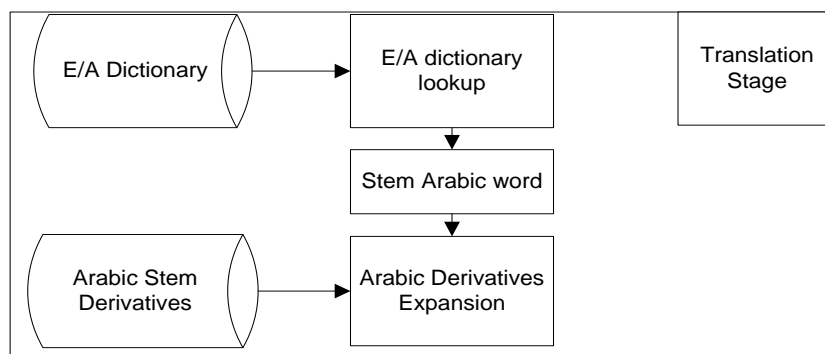 E/A Dictionary
E/A dictionary
lookup
Translation
Stage
Stem Arabic word
Arabic Stem
Derivatives
Arabic Derivatives
Expansion